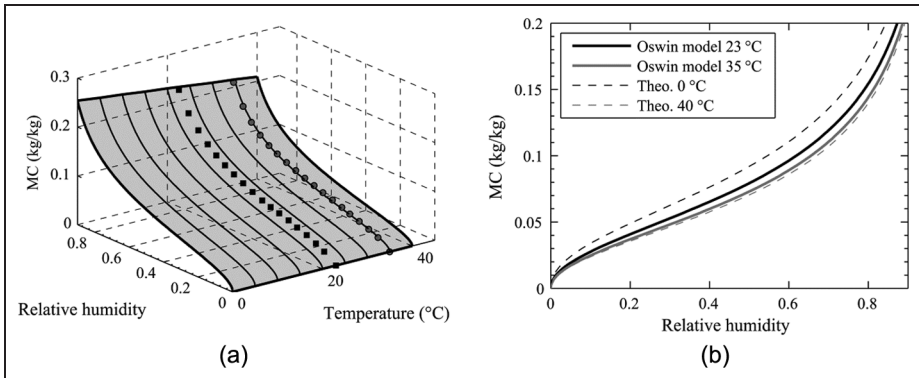 0.3
0.2
0.1
0
MC (kg/kg)
0.8
0.6
0.4
0.2
0
Relative humidity
0
20
40
Temperature (°C)
(a)
0.2
0.15
0.1
0.05
0
MC (kg/kg)
Oswin model 23 °C
Oswin model 35 °C
Theo. 0 °C
Theo. 40 °C
0
0.2
0.4
0.6
0.8
Relative humidity
(b)